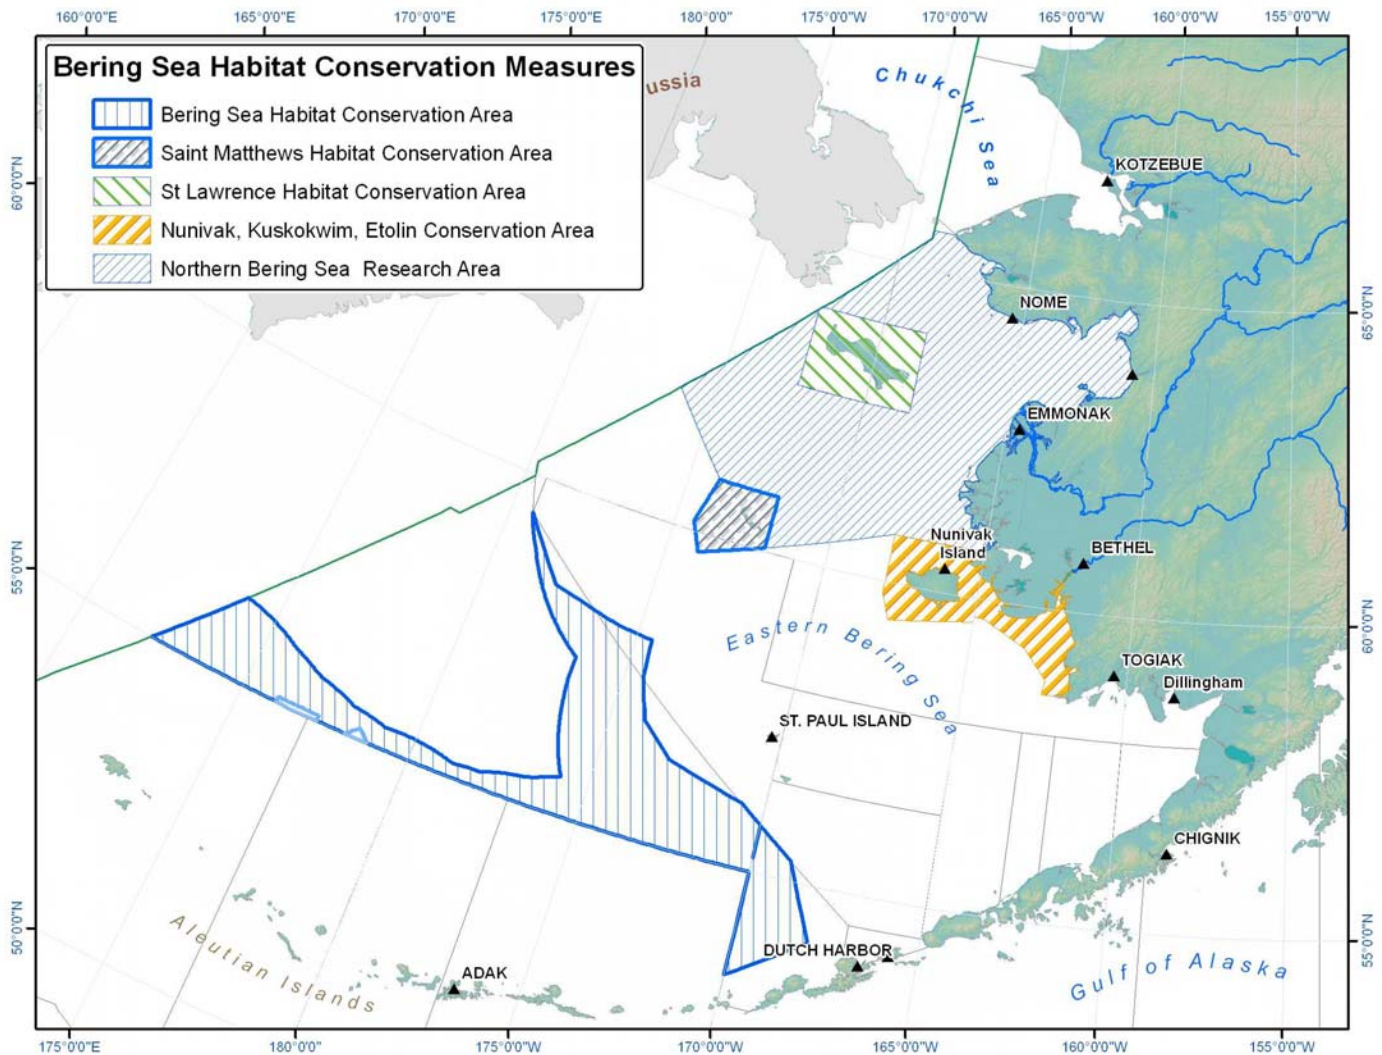 160°0'0"E 165°0'0"E 170°0'0"E 175°0'0"E 180°0' 175°0'0"W 170°0'0"W 165°0'0"W 160°0'0"W 155°0'0"W
Bering Sea Habitat Conservation Measures
Bering Sea Habitat Conservation Area
Saint Matthews Habitat Conservation Area
St Lawrence Habitat Conservation Area
Nunivak, Kuskokwim, Etolin Conservation Area
Northern Bering Sea Research Area
ussia
Chukchi Sea
KOTZEBUE
60°0'0"N
NOME
65°0'0"N
EMMONAK
Nunivak
Island
BETHEL
55°0'0"N
60°0'0"N
Eastern Bering Sea
TOGIAK
Dillingham
ST. PAUL ISLAND
CHIGNIK
50°0'0"N
55°0'0"N
DUTCH HARBOR
Aleutian Islands
ADAK
Gulf of Alaska
175°0'0"E 180°0'0" 175°0'0"W 170°0'0"W 165°0'0"W 160°0'0"W 155°0'0"W